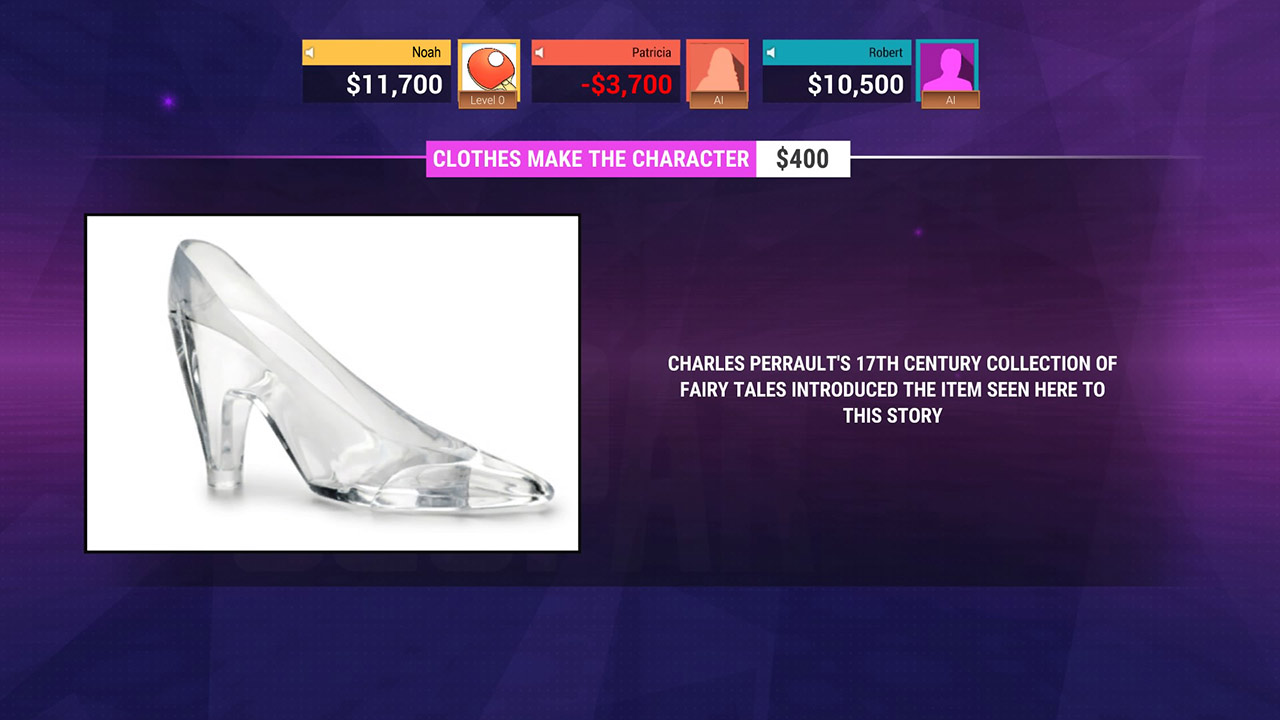 Noah
$11,700
Level 0
Patricia
-$3,700
AI
Robert
$10,500
AI
CLOTHES MAKE THE CHARACTER $400
CHARLES PERRAULT'S 17TH CENTURY COLLECTION OF
FAIRY TALES INTRODUCED THE ITEM SEEN HERE TO
THIS STORY